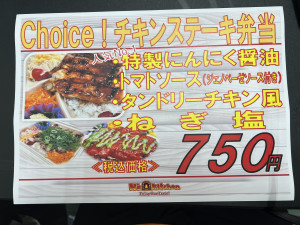 Choice！チキンステーキ弁当
人気NO.1
・特製にんにく醤油
トマトソース(ジェノベーゼソース付き)
・タンドリーチキン風
・ねぎ塩
≪税込価格≫ 750円